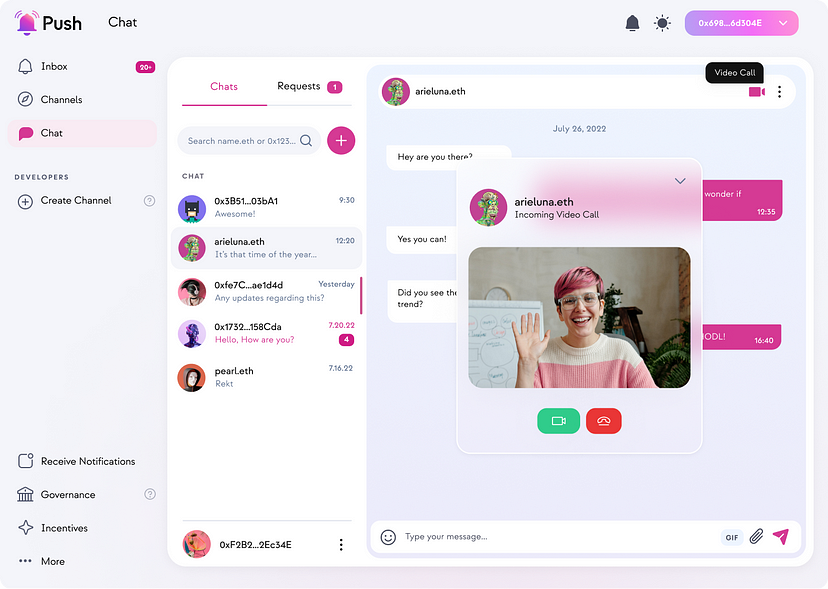 Push
Chat
0x698...6d304E
Inbox
20+
Channels
Chat
DEVELOPERS
Create Channel
?
Receive Notifications
Governance
?
Incentives
More
Chats
Requests
1
Search name.eth or 0x123...
+
CHAT
0x3B51...03bA1
9:30
Awesome!
arieluna.eth
12:20
It's that time of the year...
0xfe7C...ae1d4d
Yesterday
Any updates regarding this?
0x1732...158Cda
7.20.22
Hello, How are you?
4
pearl.eth
7.16.22
Rekt
0xF2B2...2Ec34E
arieluna.eth
Video Call
July 26, 2022
Hey are you there?
wonder if
12:35
Yes you can!
Did you see the
trend?
HODL!
16:40
arieluna.eth
Incoming Video Call
Type your message...
GIF